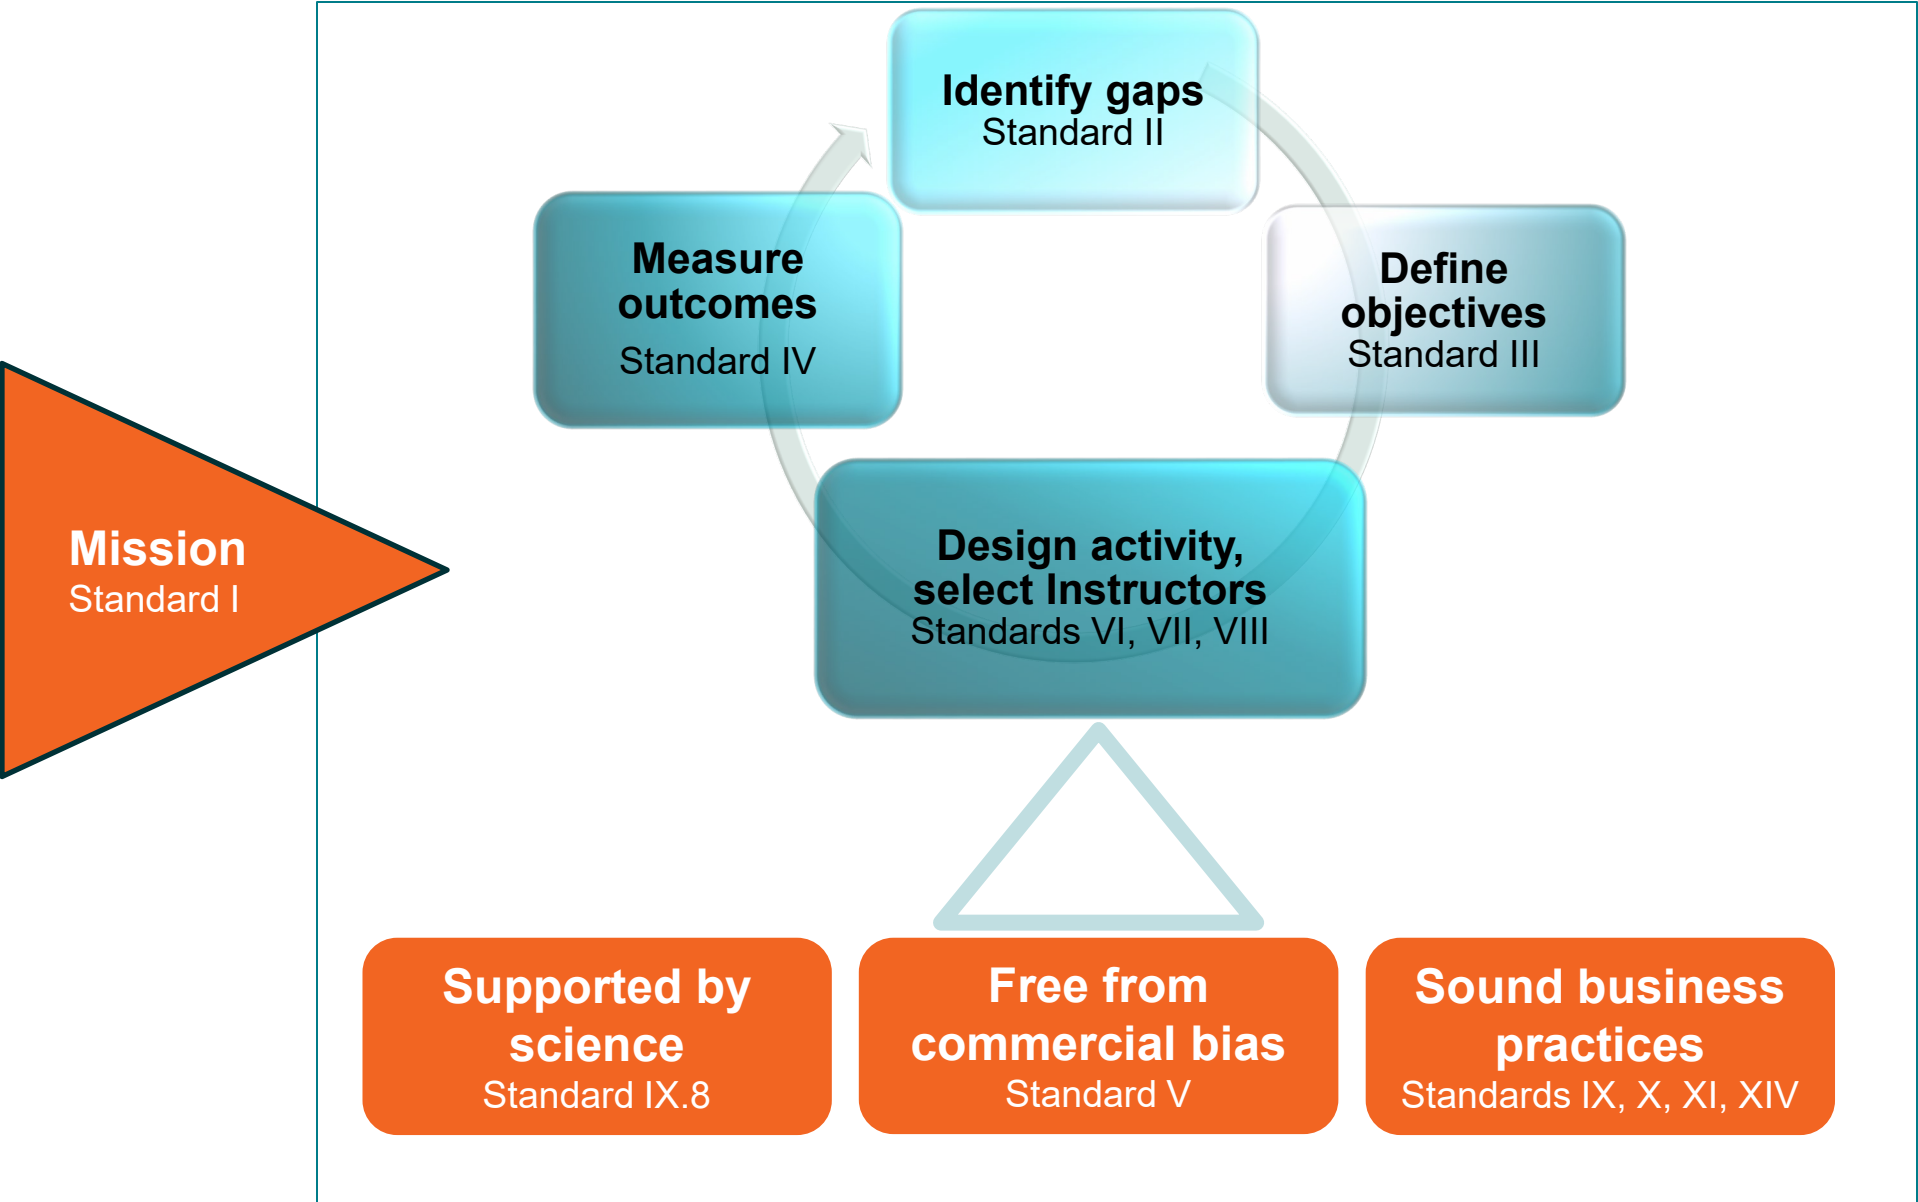 Identify gaps
Standard II
Measure
outcomes
Standard IV
Define
objectives
Standard III
Mission
Standard I
Design activity,
select Instructors
Standards VI, VII, VIII
Supported by
science
Standard IX.8
Free from
commercial bias
Standard V
Sound business
practices
Standards IX, X, XI, XIV